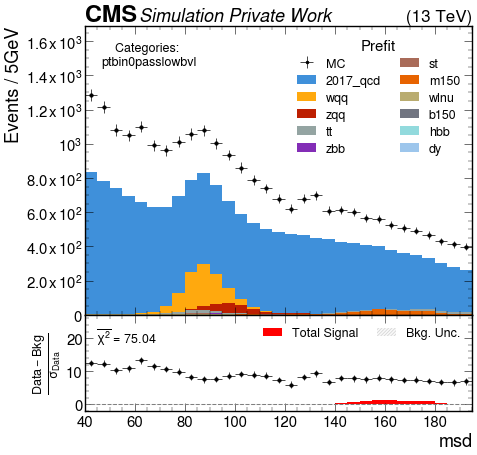 CMS Simulation Private Work (13 TeV)
Events / 5GeV
1.6 × 10³
1.4 × 10³
1.2 × 10³
10³
8.0 × 10²
6.0 × 10²
4.0 × 10²
2.0 × 10²
0
Categories:
ptbin0passlowbvl
Prefit
MC
2017_qcd
wqq
zqq
tt
zbb
st
m150
wlnu
b150
hbb
dy
Data − Bkg
σData
χ² = 75.04
Total Signal
Bkg. Unc.
20
10
0
40 60 80 100 120 140 160 180
msd